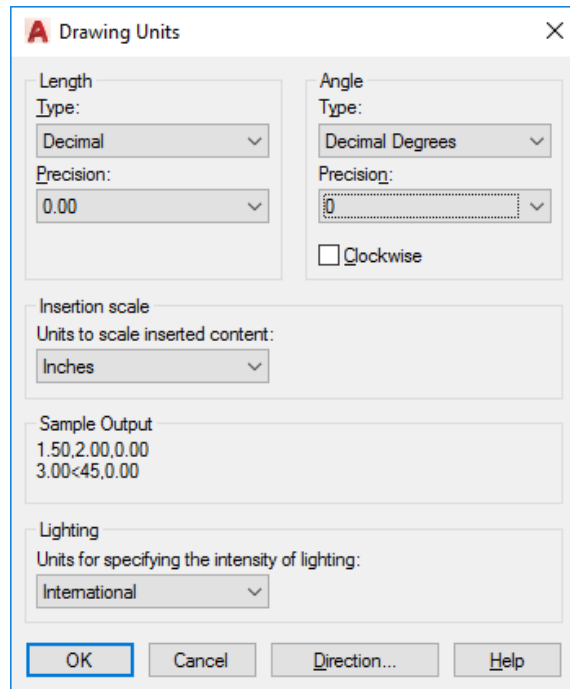 Drawing Units
Length
Type:
Decimal
Precision:
0.00
Angle
Type:
Decimal Degrees
Precision:
0
Clockwise
Insertion scale
Units to scale inserted content:
Inches
Sample Output
1.50,2.00,0.00
3.00<45,0.00
Lighting
Units for specifying the intensity of lighting:
International
OK Cancel Direction... Help